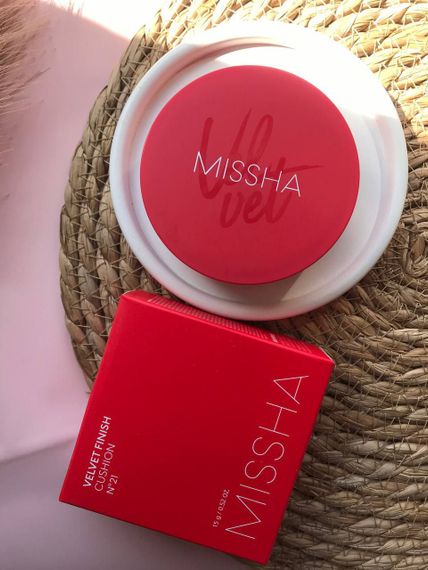 Velvet
MISSHA
VELVET FINISH
CUSHION
N°21
MISSHA
15 g / 0.52 OZ